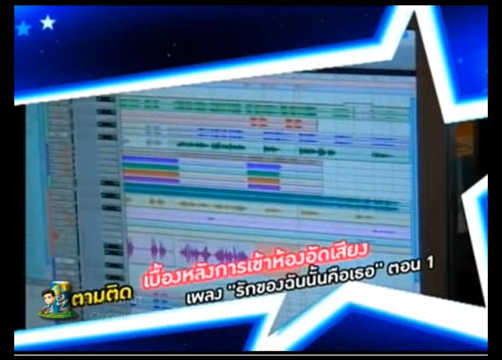 เบื้องหลังการเข้าห้องอัดเสียง
ตามติด
เพลง "รักของฉันนั้นคือเธอ" ตอน 1